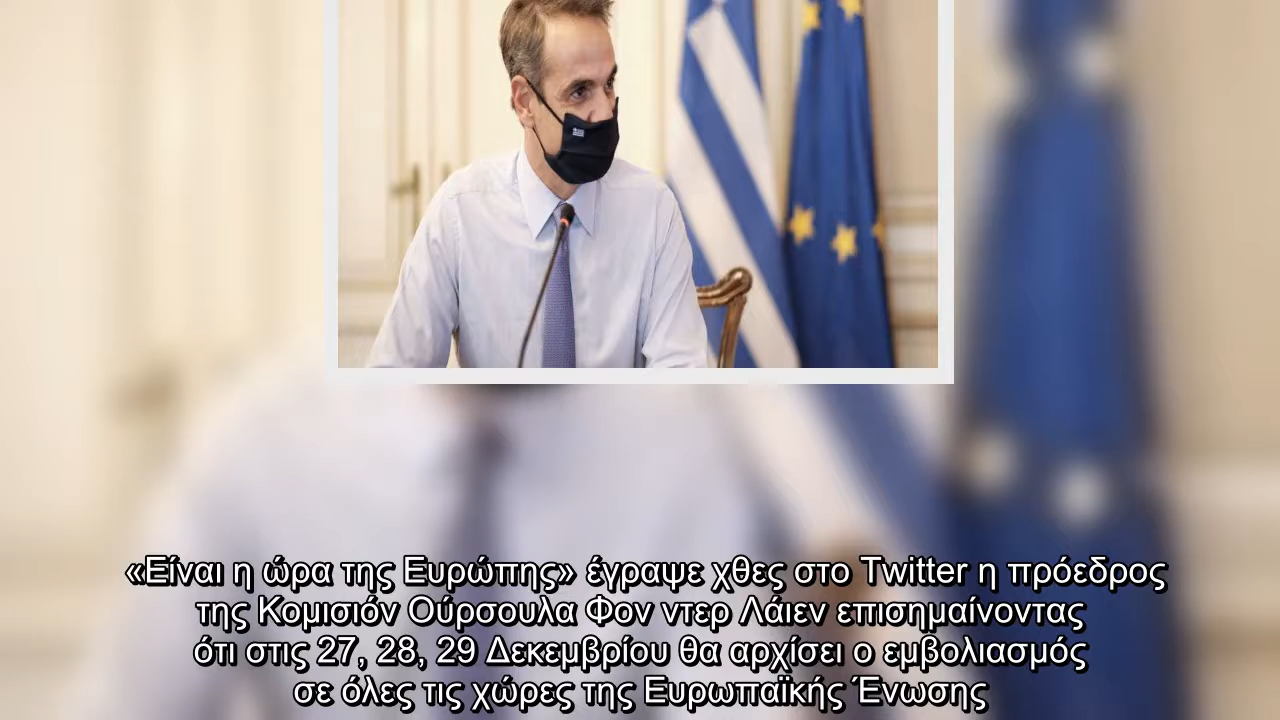 «Είναι η ώρα της Ευρώπης» έγραψε χθες στο Twitter η πρόεδρος
της Κομισιόν Ούρσουλα Φον ντερ Λάιεν επισημαίνοντας
ότι στις 27, 28, 29 Δεκεμβρίου θα αρχίσει ο εμβολιασμός
σε όλες τις χώρες της Ευρωπαϊκής Ένωσης